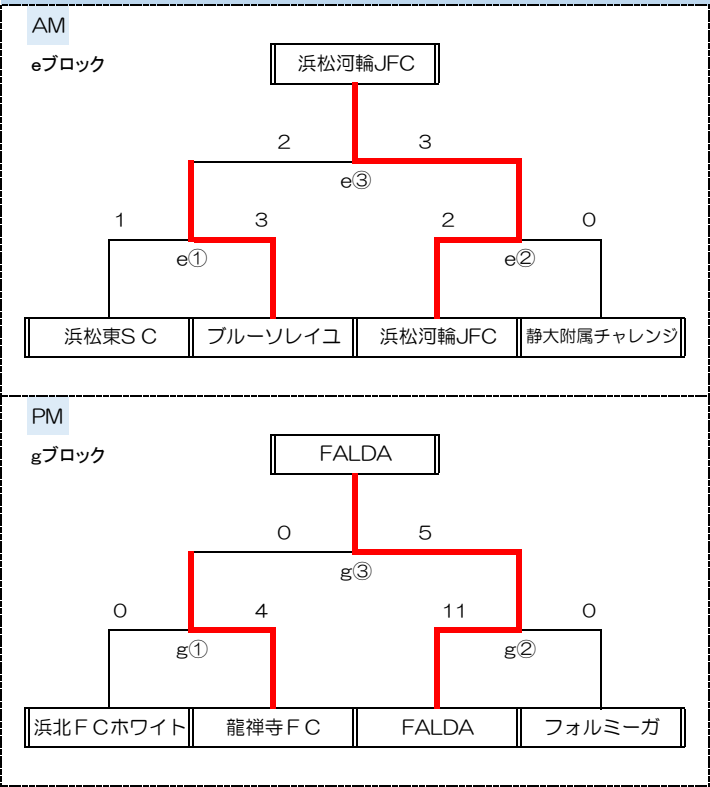 AM
eブロック
浜松河輪JFC
2 3
e③
1 3 2 0
e① e②
浜松東SC ブルーソレイユ 浜松河輪JFC 静大附属チャレンジ
PM
gブロック
FALDA
0 5
g③
0 4 11 0
g① g②
浜北FCホワイト 龍禅寺FC FALDA フォルミーガ